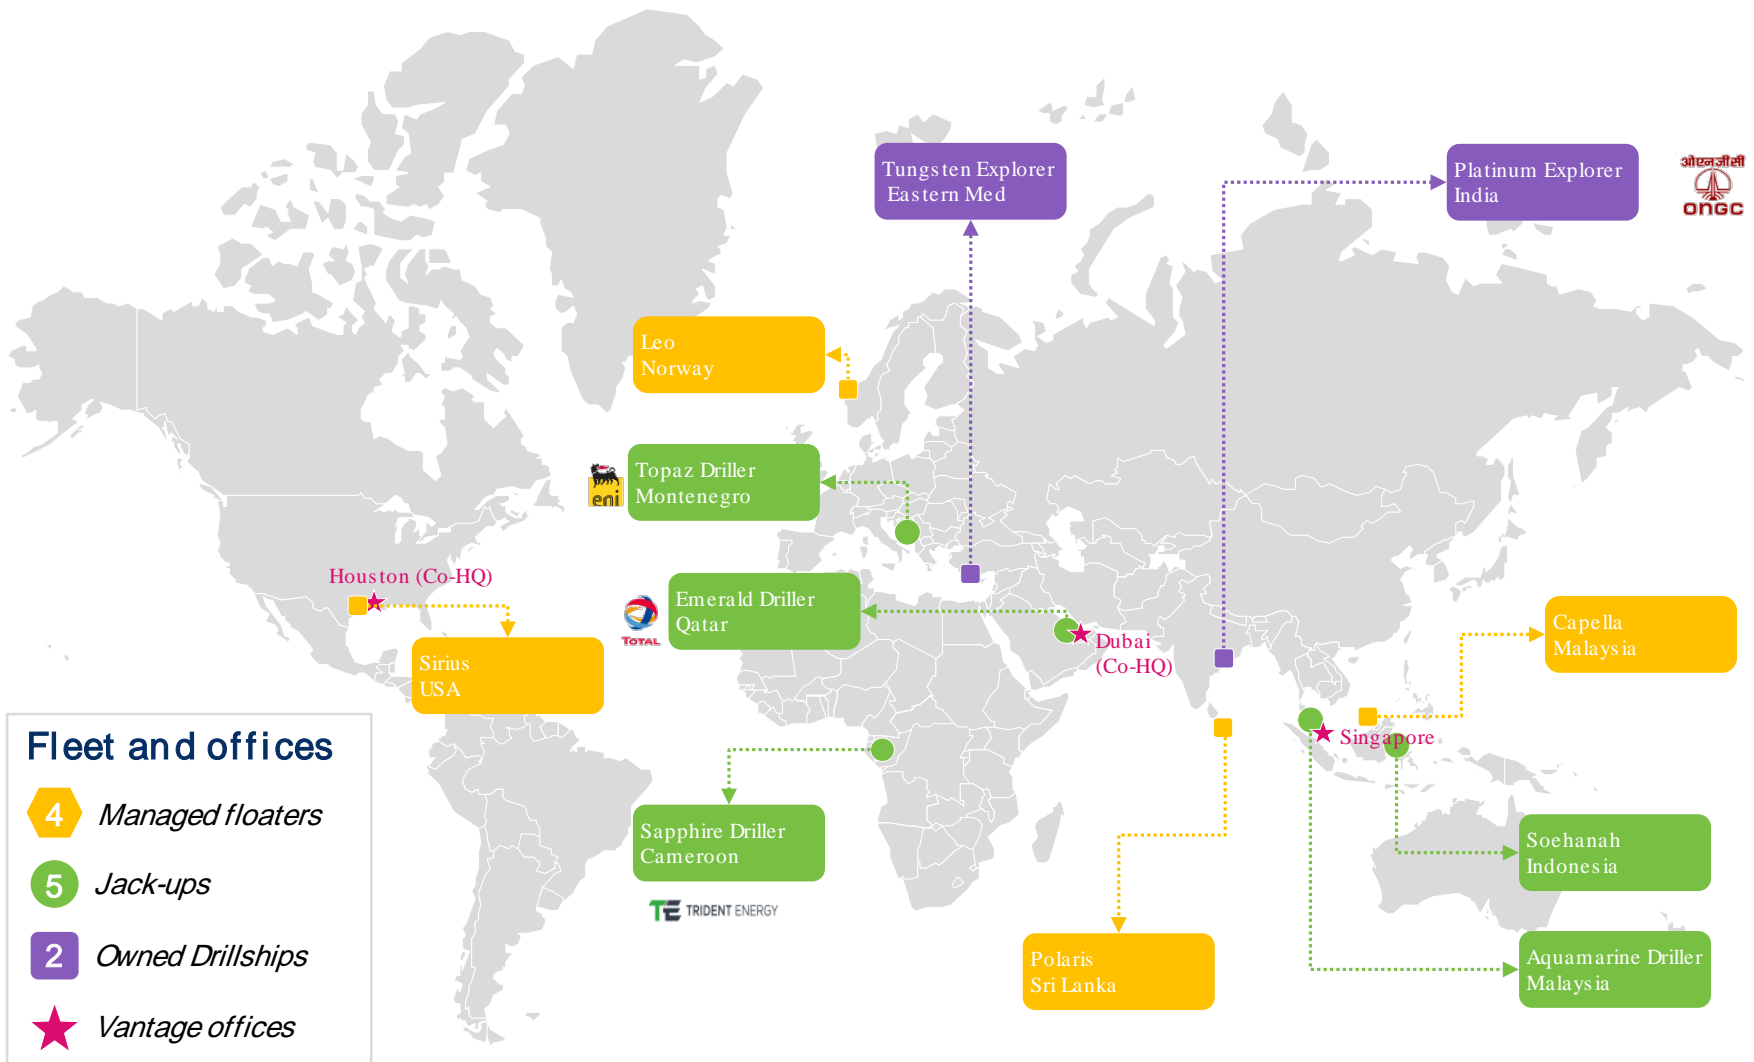 Tungsten Explorer
Eastern Med
Platinum Explorer
India
ओएनजीसी
ONGC
Leo
Norway
Topaz Driller
Montenegro
eni
Houston (Co-HQ)
Emerald Driller
Qatar
TOTAL
Dubai
(Co-HQ)
Capella
Malaysia
Sirius
USA
Singapore
Fleet and offices
4 Managed floaters
5 Jack-ups
2 Owned Drillships
Vantage offices
Sapphire Driller
Cameroon
TE TRIDENT ENERGY
Soehanah
Indonesia
Polaris
Sri Lanka
Aquamarine Driller
Malaysia